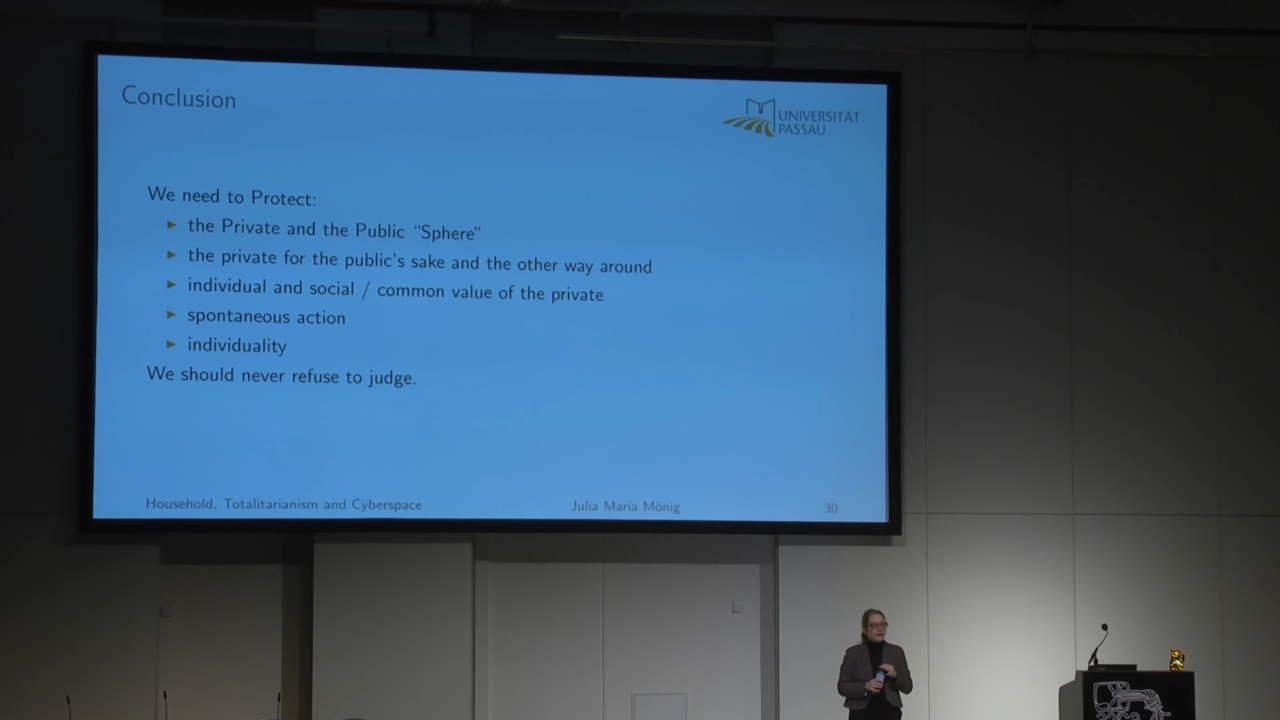 Conclusion
UNIVERSITÄT
PASSAU
We need to Protect:
the Private and the Public “Sphere”
the private for the public's sake and the other way around
individual and social / common value of the private
spontaneous action
individuality
We should never refuse to judge.
Household, Totalitarianism and Cyberspace
Julia Maria Mönig
30